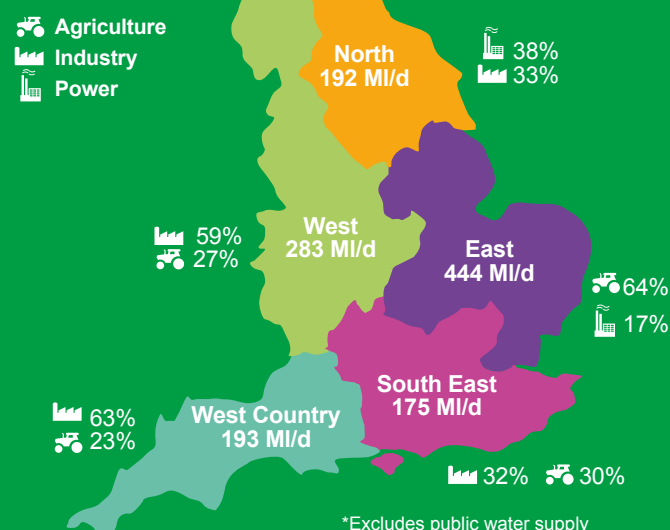 Agriculture
Industry
Power
North
192 Ml/d
38%
33%
West
283 Ml/d
59%
27%
East
444 Ml/d
64%
17%
South East
175 Ml/d
West Country
193 Ml/d
63%
23%
32% 30%
*Excludes public water supply